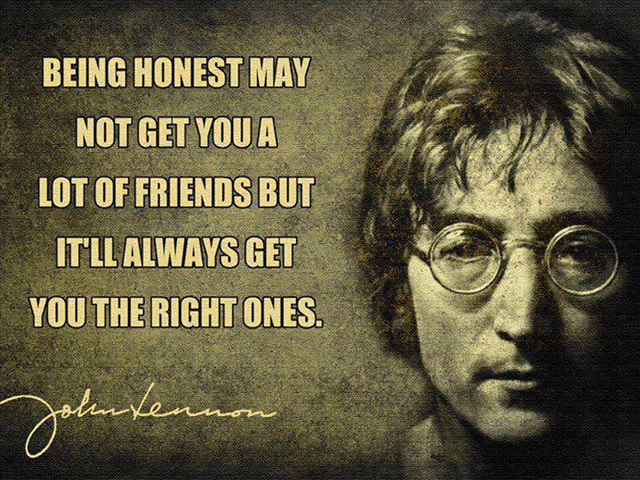 BEING HONEST MAY
NOT GET YOU A
LOT OF FRIENDS BUT
IT'LL ALWAYS GET
YOU THE RIGHT ONES.
John Lennon